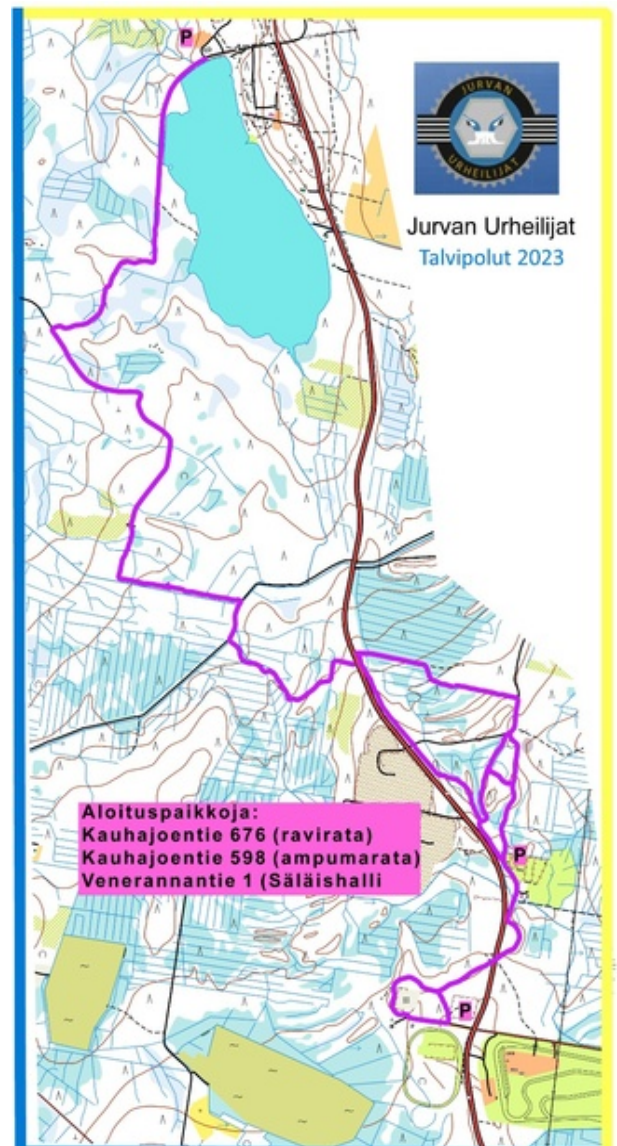 P
JURVAN
URHEILIJAT
Jurvan Urheilijat
Talvipolut 2023
Aloituspaikkoja:
Kauhajoentie 676 (ravirata)
Kauhajoentie 598 (ampumarata)
Venerannantie 1 (Säläishalli
P
P